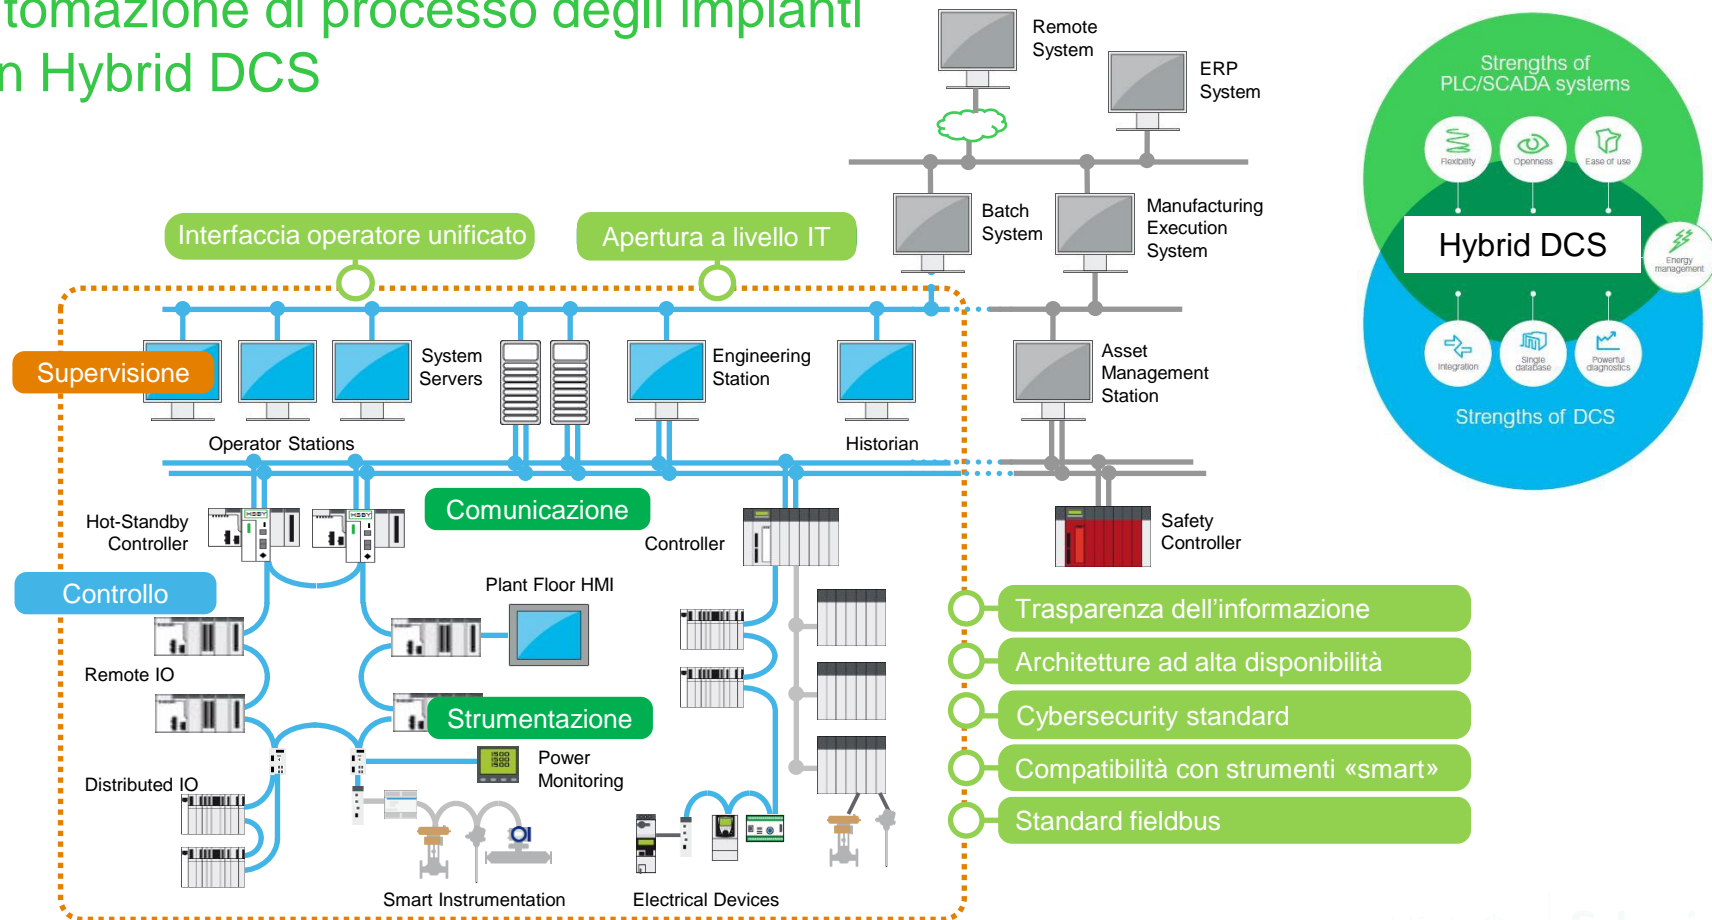 tomazione di processo degli impianti
n Hybrid DCS
Remote
System
ERP
System
Batch
System
Manufacturing
Execution
System
Interfaccia operatore unificato
Apertura a livello IT
Supervisione
System
Servers
Engineering
Station
Asset
Management
Station
Operator Stations
Historian
Comunicazione
Hot-Standby
Controller
HSBY
HSBY
Controller
Safety
Controller
Controllo
Plant Floor HMI
Remote IO
Strumentazione
Power
Monitoring
Distributed IO
Smart Instrumentation
Electrical Devices
Trasparenza dell’informazione
Architetture ad alta disponibilità
Cybersecurity standard
Compatibilità con strumenti «smart»
Standard fieldbus
Strengths of
PLC/SCADA systems
Flexibility
Openness
Ease of use
Hybrid DCS
Energy
management
Integration
Single
database
Powerful
diagnostics
Strengths of DCS